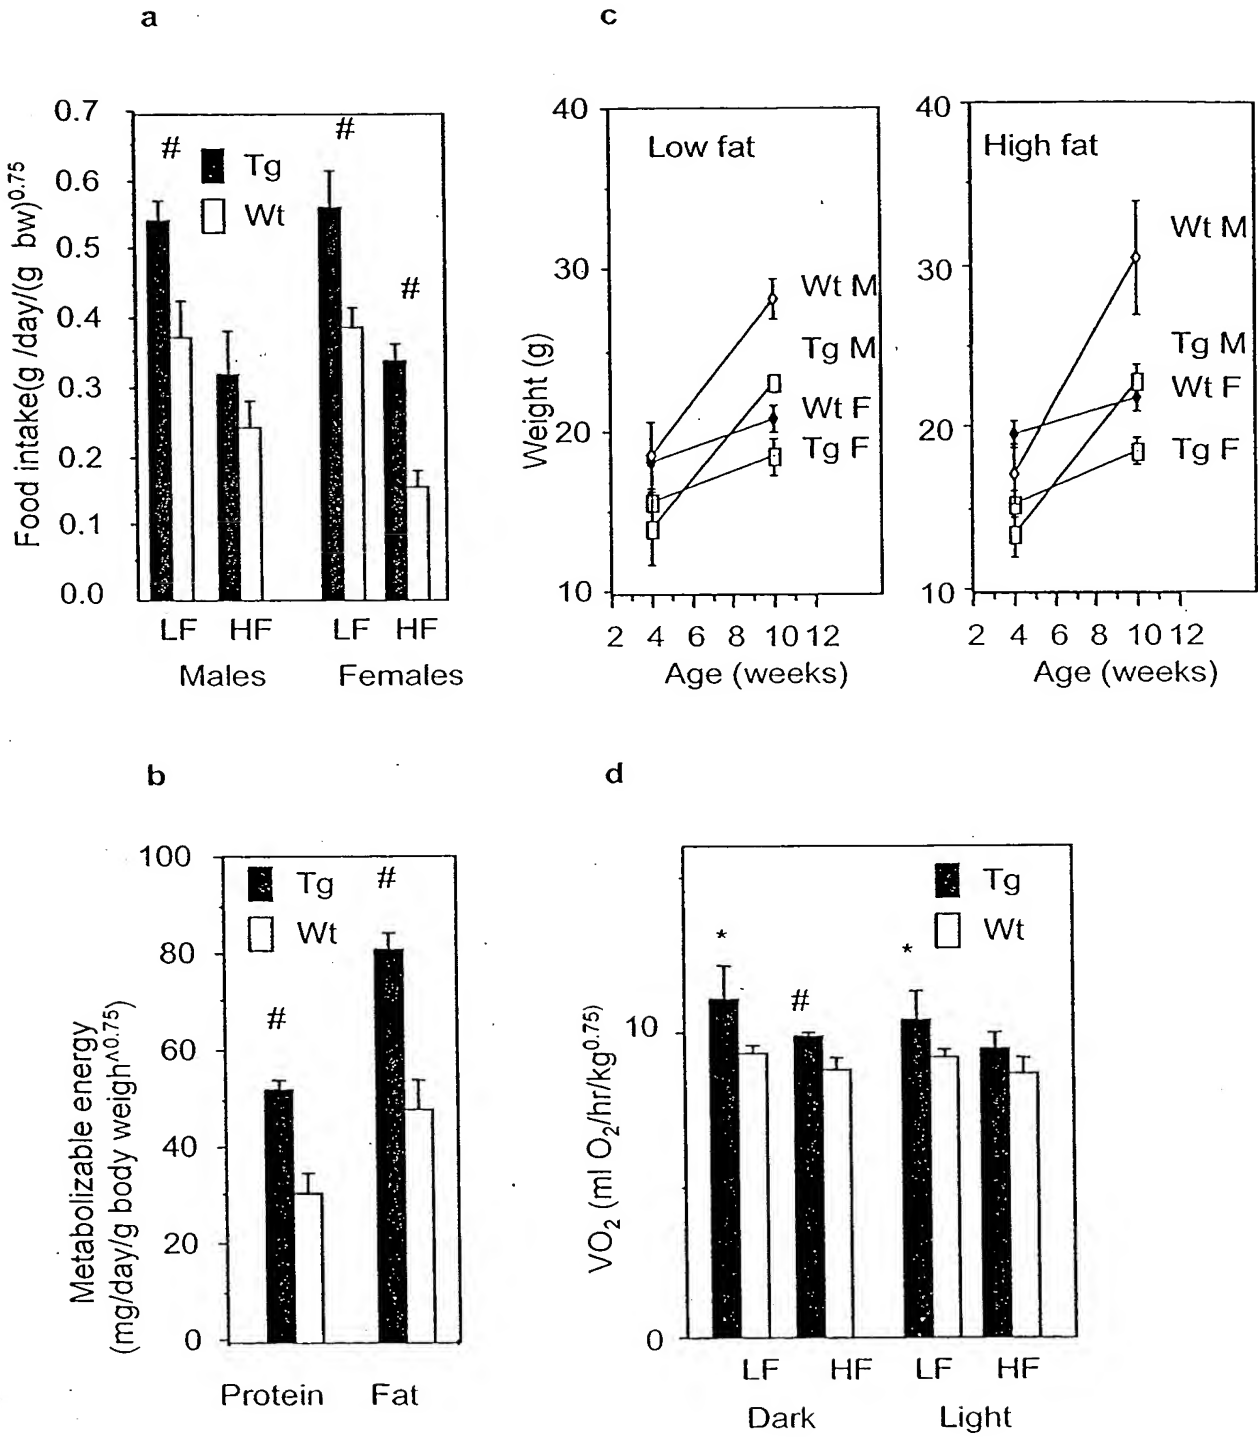 a
Food intake(g /day/(g bw)0.75
0.7
0.6
0.5
0.4
0.3
0.2
0.1
0.0
#
#
#
Tg
Wt
LF HF LF HF
Males Females
c
Weight (g)
40
30
20
10
Low fat
Wt M
Tg M
Wt F
Tg F
2 4 6 8 10 12
Age (weeks)
40
30
20
10
High fat
Wt M
Tg M
Wt F
Tg F
2 4 6 8 10 12
Age (weeks)
b
Metabolizable energy
(mg/day/g body weigh^0.75)
100
80
60
40
20
0
Tg
Wt
#
#
Protein Fat
d
VO2 (ml O2/hr/kg0.75)
10
0
Tg
Wt
*
#
*
LF HF LF HF
Dark Light